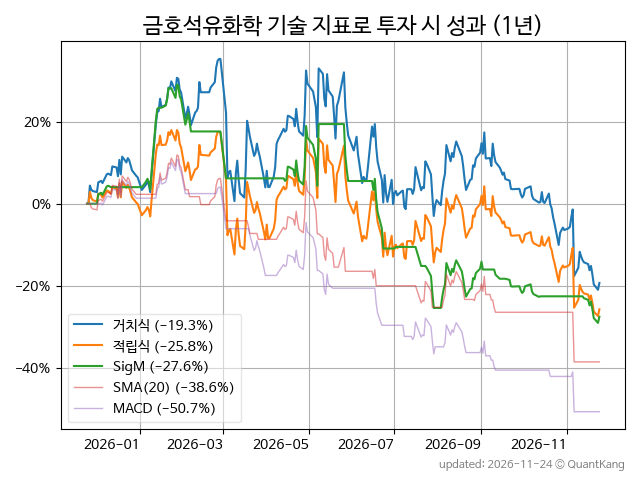 금호석유화학 기술 지표로 투자 시 성과 (1년)
20%
0%
−20%
−40%
거치식 (−19.3%)
적립식 (−25.8%)
SigM (−27.6%)
SMA(20) (−38.6%)
MACD (−50.7%)
2026−01 2026−03 2026−05 2026−07 2026−09 2026−11
updated: 2026−11−24 © QuantKang